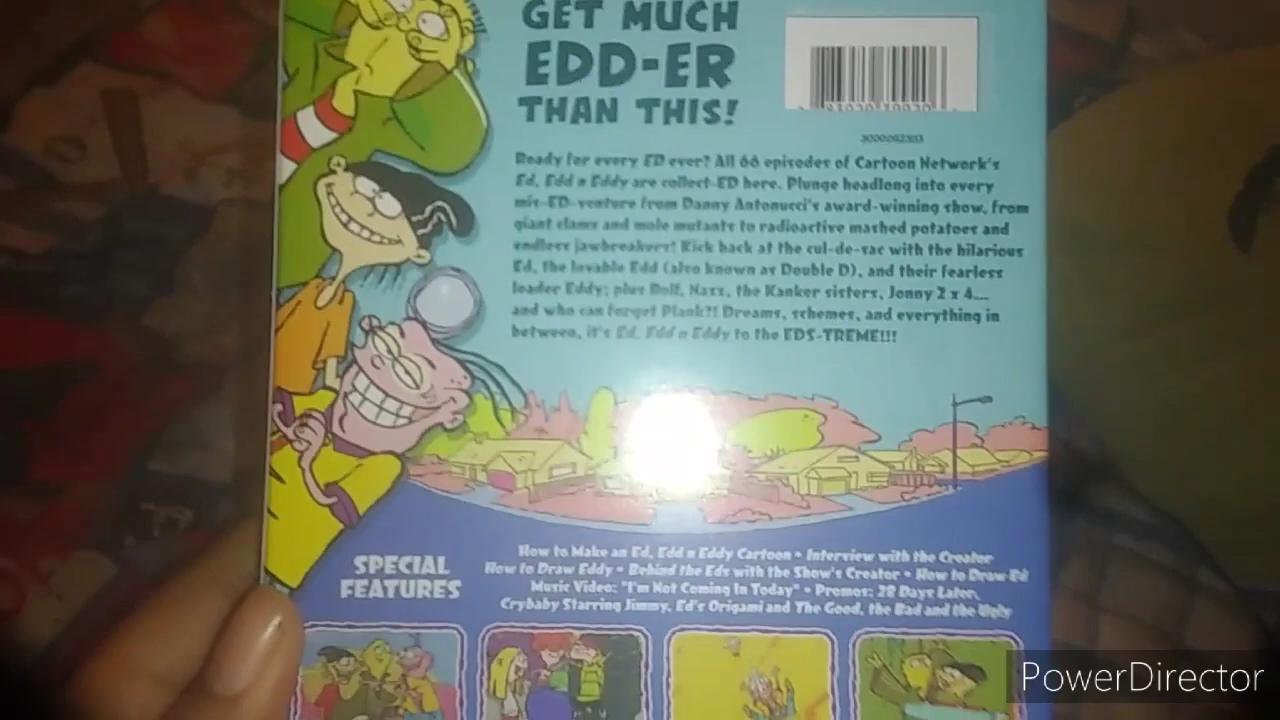 GET MUCH
EDD-ER
THAN THIS!
Ready for every ED ever? All 66 episodes of Cartoon Network's
Ed, Edd n Eddy are collect-ED here. Plunge headlong into every
mis-ED-venture from Danny Antonucci's award-winning show, from
giant clams and mole mutants to radioactive mashed potatoes and
endless jawbreakers! Kick back at the cul-de-sac with the hilarious
Ed, the lovable Edd (also known as Double D), and their fearless
leader Eddy; plus Rolf, Nazz, the Kanker sisters, Jonny 2 x 4...
and who can forget Plank?! Dreams, schemes, and everything in
between, it's Ed, Edd n Eddy to the EDS-TREME!!!
SPECIAL
FEATURES
How to Make an Ed, Edd n Eddy Cartoon • Interview with the Creator
How to Draw Eddy • Behind the Eds with the Show's Creator • How to Draw Ed
Music Video: "I'm Not Coming In Today" • Promos: 28 Days Later,
Crybaby Starring Jimmy, Ed's Origami and The Good, the Bad and the Ugly
PowerDirector